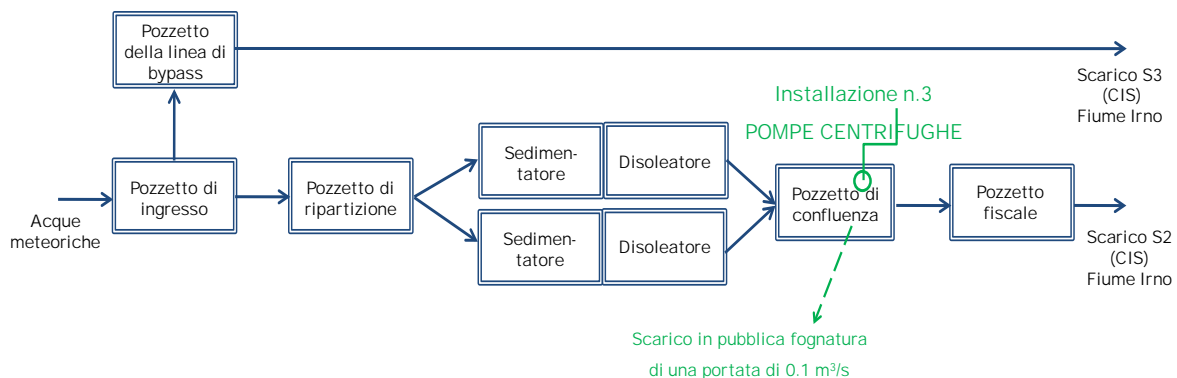 Pozzetto
della linea di
bypass
Scarico S3
(CIS)
Fiume Irno
Installazione n.3
POMPE CENTRIFUGHE
Acque
meteoriche
Pozzetto di
ingresso
Pozzetto di
ripartizione
Sedimen-
tatore
Disoleatore
Sedimen-
tatore
Disoleatore
Pozzetto di
confluenza
Pozzetto
fiscale
Scarico S2
(CIS)
Fiume Irno
Scarico in pubblica fognatura
di una portata di 0.1 m³/s